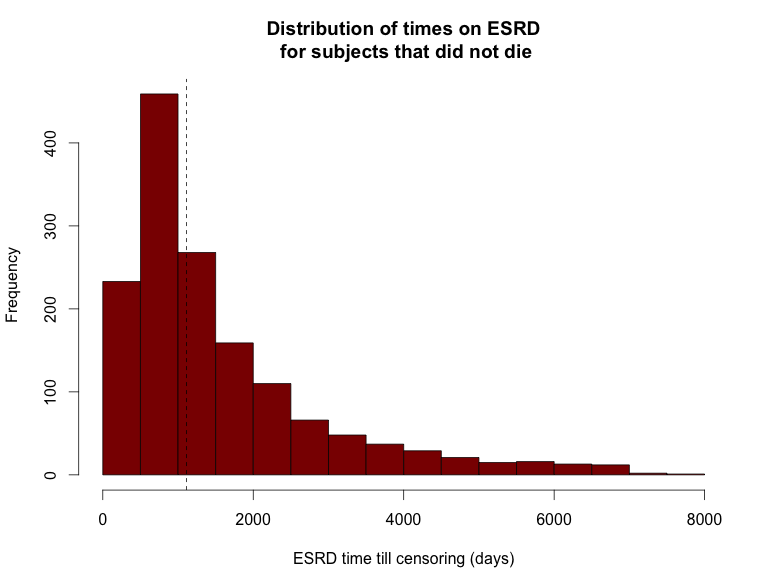 Distribution of times on ESRD
for subjects that did not die
Frequency
400
300
200
100
0
0 2000 4000 6000 8000
ESRD time till censoring (days)